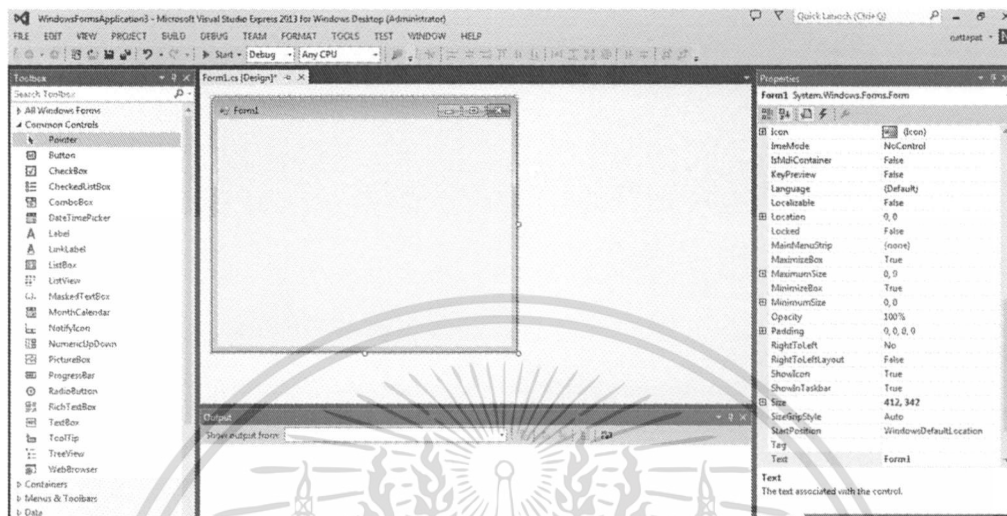 WindowsFormsApplication3 - Microsoft Visual Studio Express 2013 for Windows Desktop (Administrator)
Quick Launch (Ctrl+Q)
FILE EDIT VIEW PROJECT BUILD DEBUG TEAM FORMAT TOOLS TEST WINDOW HELP
nattapat
Start Debug Any CPU
Toolbox
Form1.cs [Design]*
Properties
Search Toolbox
Form1 System.Windows.Forms.Form
All Windows Forms
Common Controls
Pointer
Button
CheckBox
CheckedListBox
ComboBox
DateTimePicker
Label
LinkLabel
ListBox
ListView
MaskedTextBox
MonthCalendar
NotifyIcon
NumericUpDown
PictureBox
ProgressBar
RadioButton
RichTextBox
TextBox
ToolTip
TreeView
WebBrowser
Containers
Menus & Toolbars
Data
Form1
Output
Show output from:
Icon (Icon)
ImeMode NoControl
IsMdiContainer False
KeyPreview False
Language (Default)
Localizable False
Location 0, 0
Locked False
MainMenuStrip (none)
MaximizeBox True
MaximumSize 0, 0
MinimizeBox True
MinimumSize 0, 0
Opacity 100%
Padding 0, 0, 0, 0
RightToLeft No
RightToLeftLayout False
ShowIcon True
ShowInTaskbar True
Size 412, 342
SizeGripStyle Auto
StartPosition WindowsDefaultLocation
Tag
Text Form1
Text
The text associated with the control.